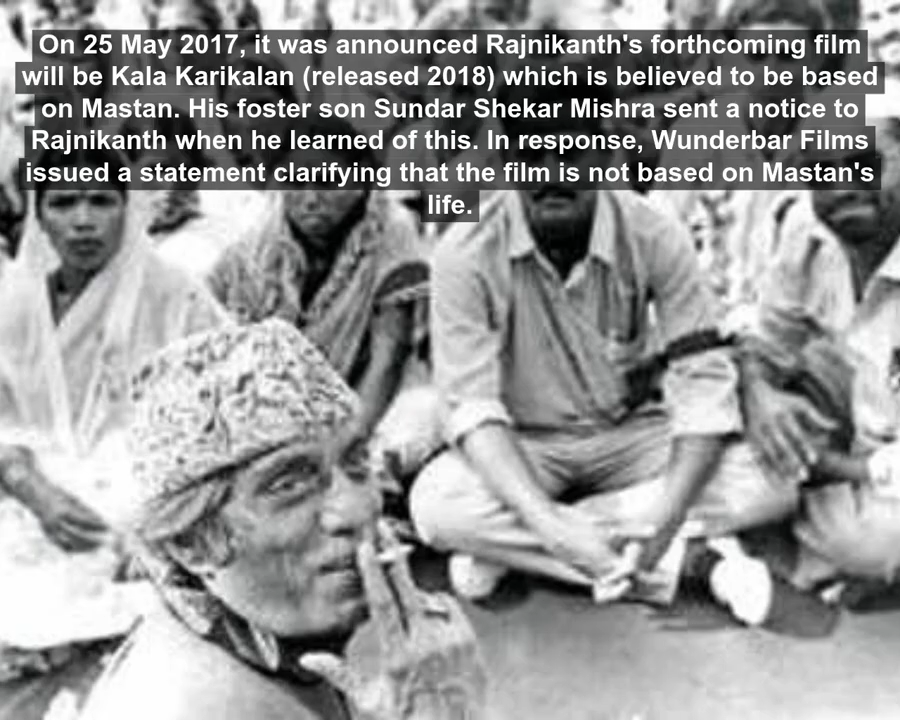 On 25 May 2017, it was announced Rajnikanth's forthcoming film
will be Kala Karikalan (released 2018) which is believed to be based
on Mastan. His foster son Sundar Shekar Mishra sent a notice to
Rajnikanth when he learned of this. In response, Wunderbar Films
issued a statement clarifying that the film is not based on Mastan's
life.